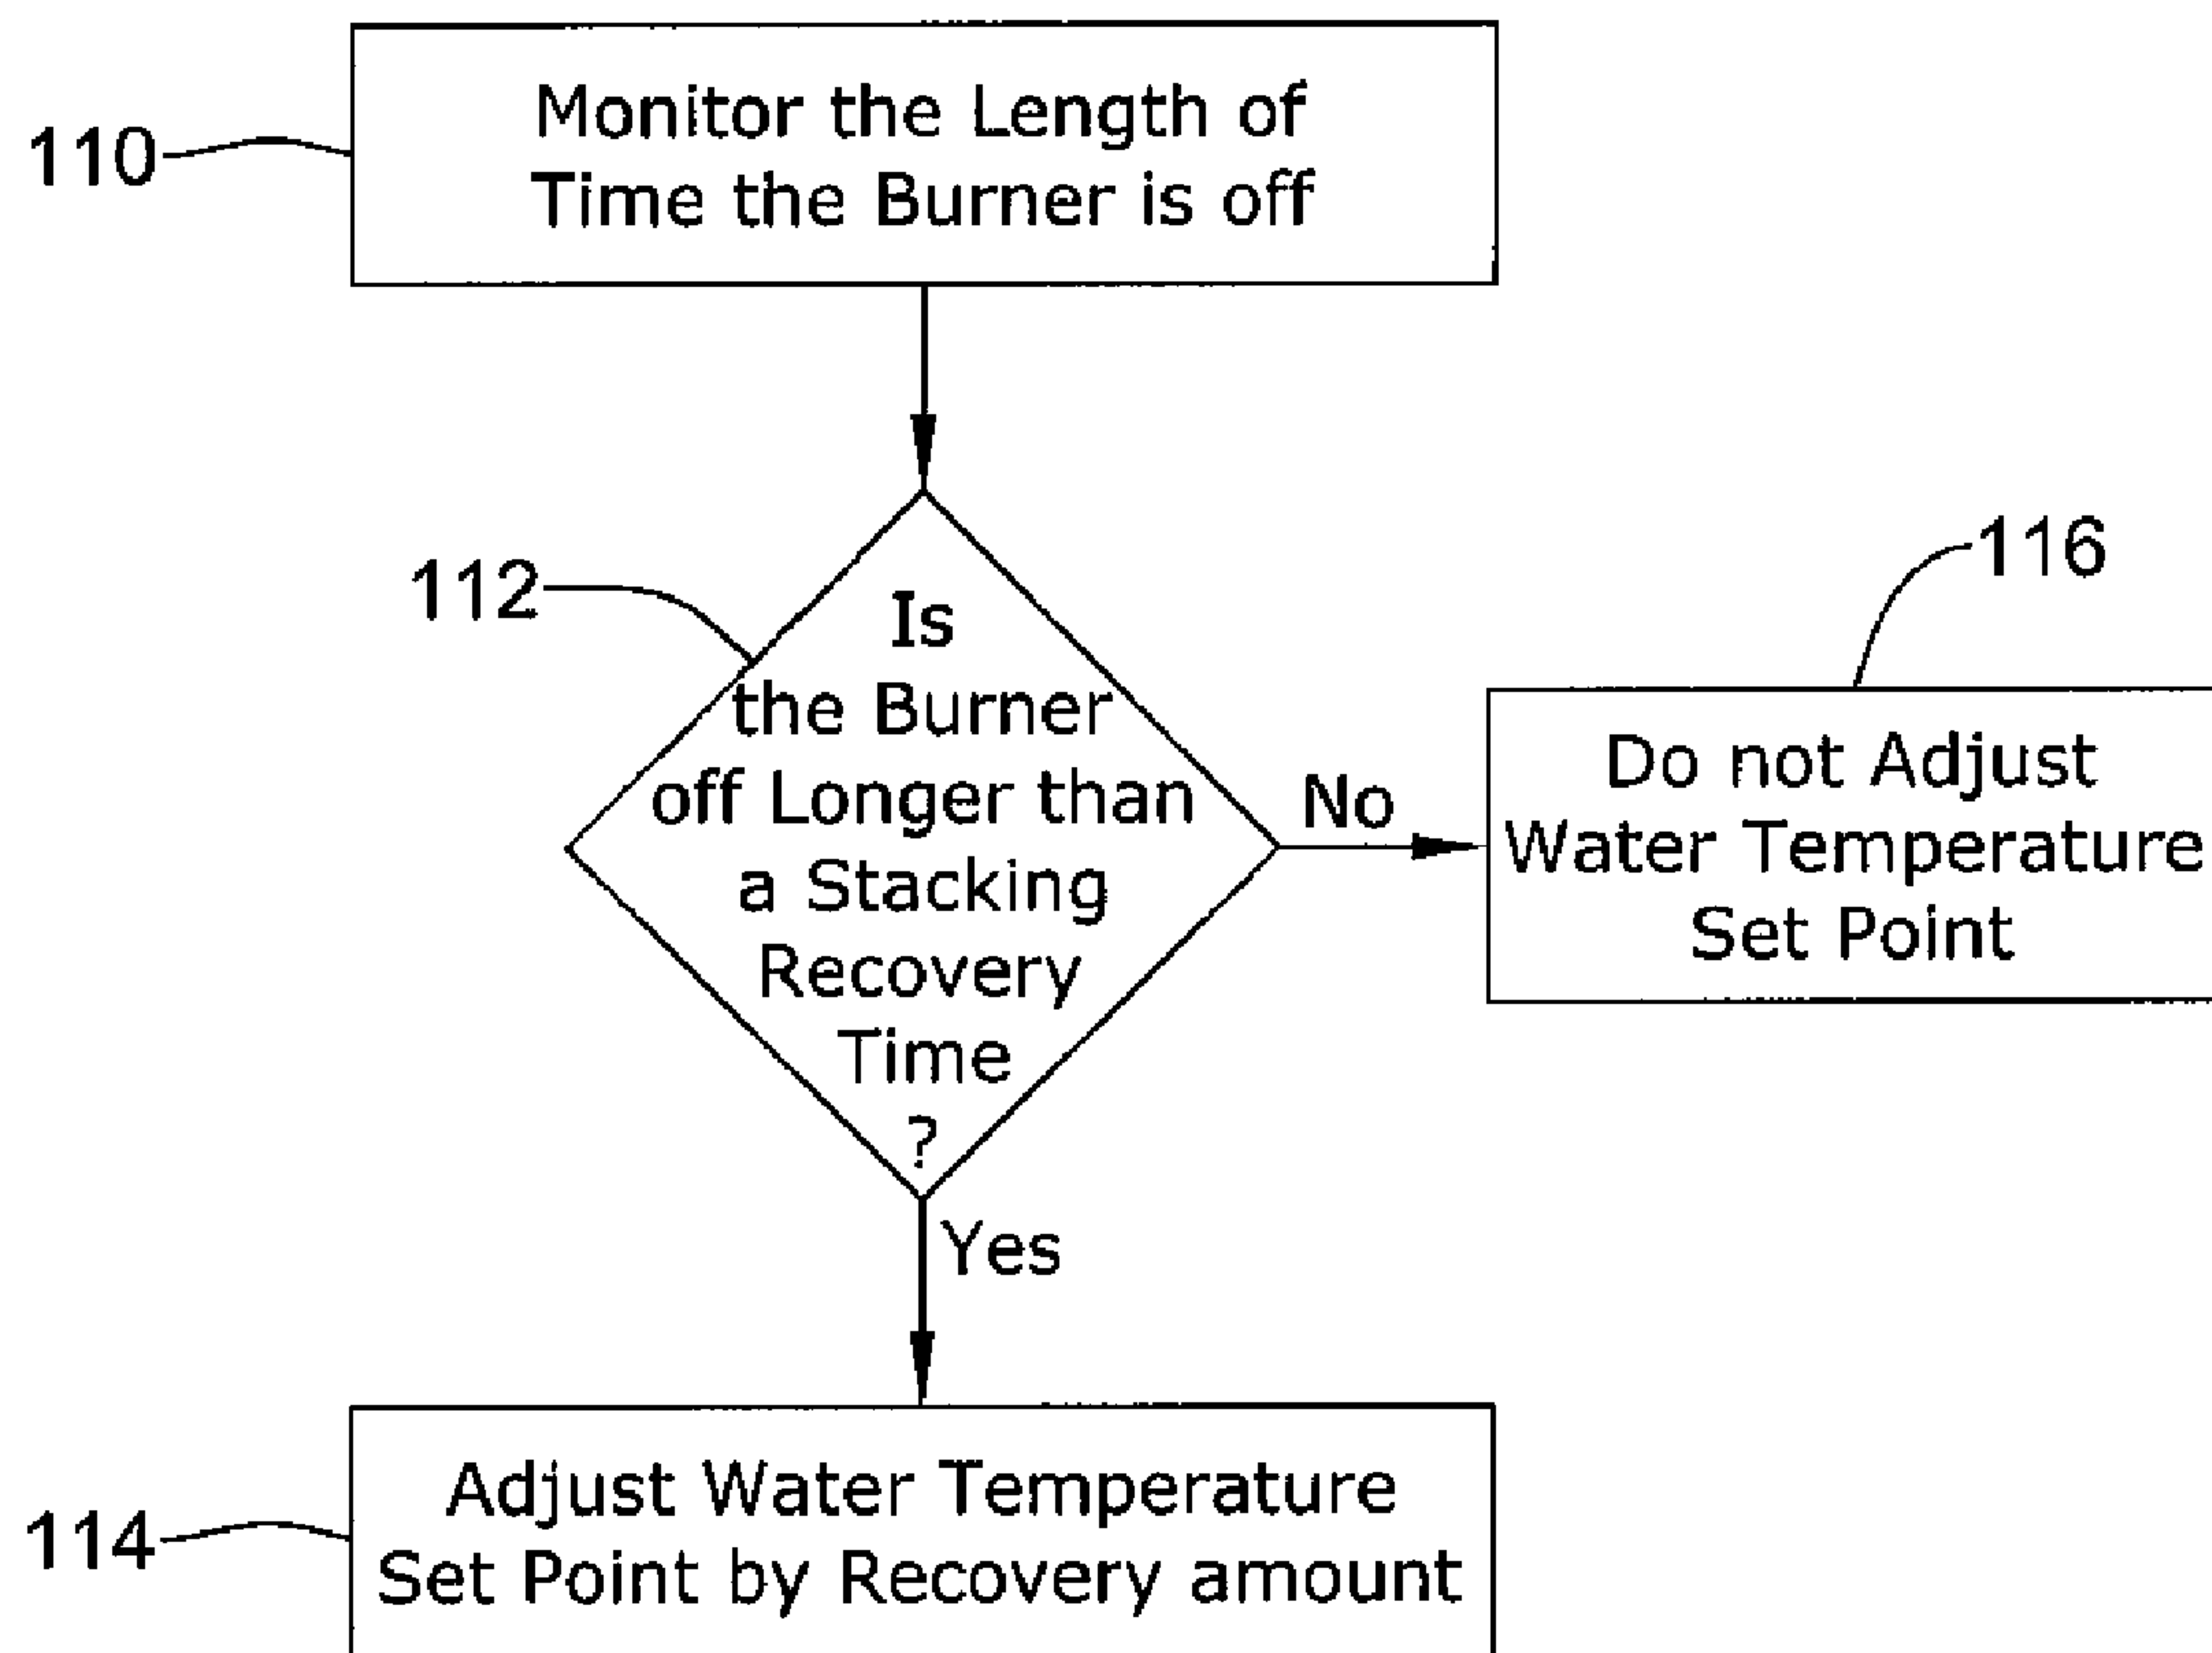 Monitor the Length of
Time the Burner is off
110
112
Is
the Burner
off Longer than
a Stacking
Recovery
Time
?
No
116
Do not Adjust
Water Temperature
Set Point
Yes
Adjust Water Temperature
Set Point by Recovery amount
114